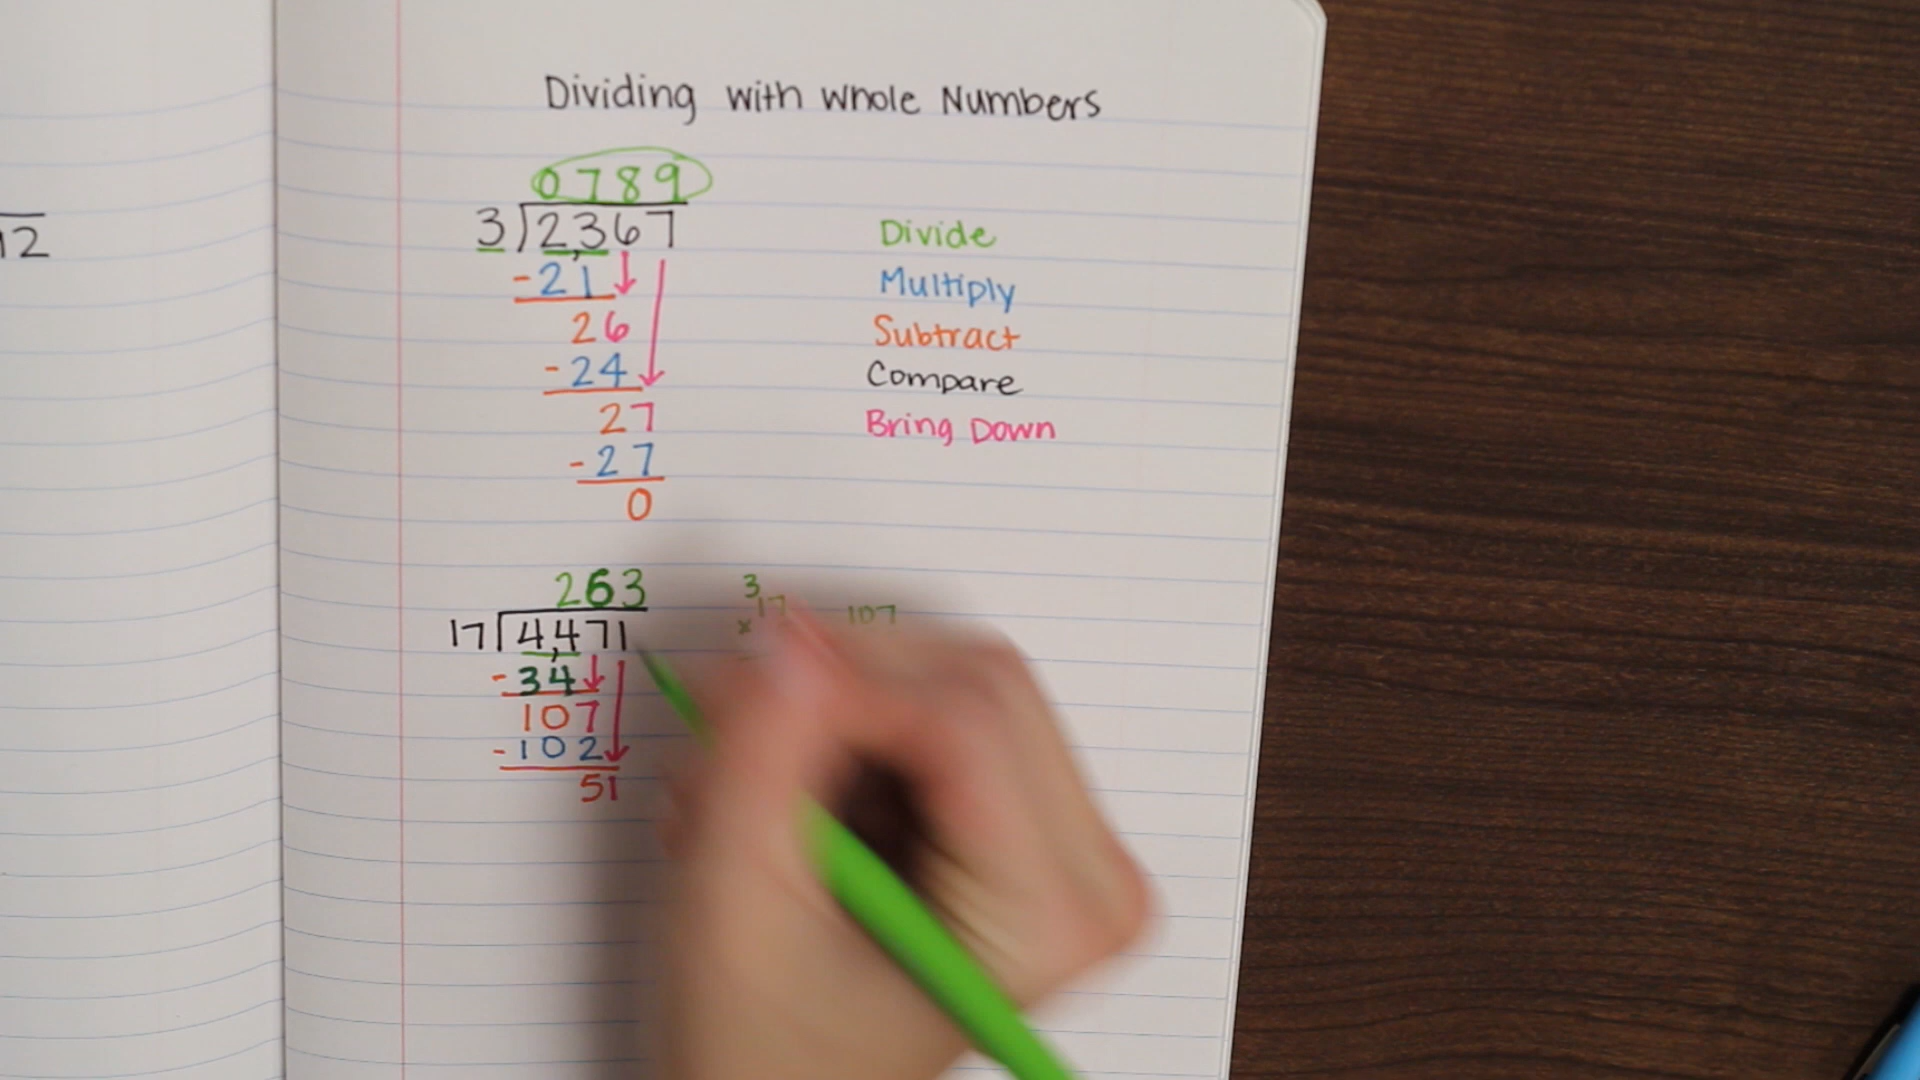 Dividing with Whole Numbers
0789
3)2,367
-21
26
-24
27
-27
0
Divide
Multiply
Subtract
Compare
Bring Down
12
263
17)4,471
-34
107
-102
51
3
17
x
107